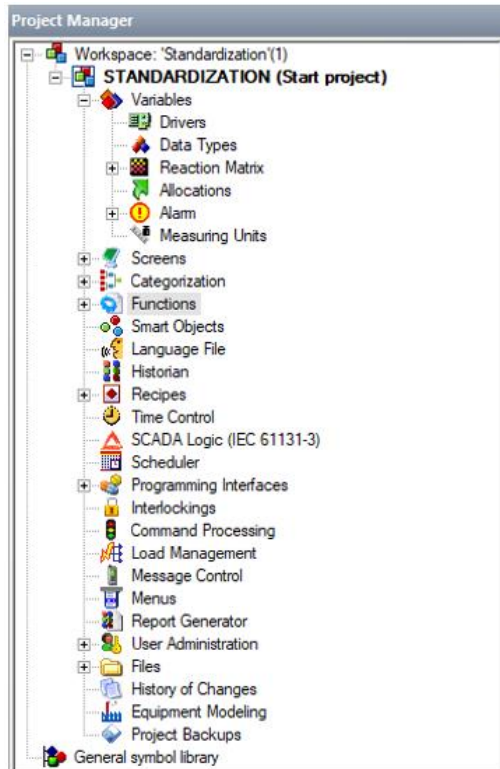 Project Manager
Workspace: 'Standardization'(1)
STANDARDIZATION (Start project)
Variables
Drivers
Data Types
Reaction Matrix
Allocations
Alarm
Measuring Units
Screens
Categorization
Functions
Smart Objects
Language File
Historian
Recipes
Time Control
SCADA Logic (IEC 61131-3)
Scheduler
Programming Interfaces
Interlockings
Command Processing
Load Management
Message Control
Menus
Report Generator
User Administration
Files
History of Changes
Equipment Modeling
Project Backups
General symbol library